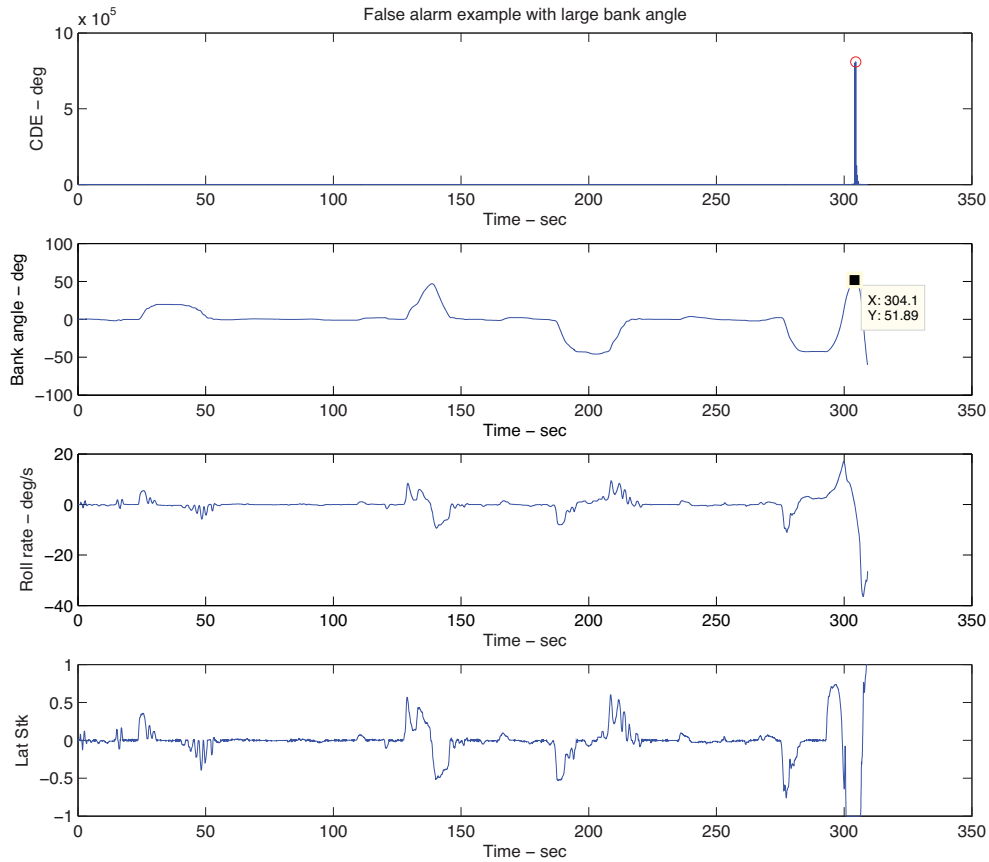 False alarm example with large bank angle
x 10^5
10
5
0
CDE – deg
0 50 100 150 200 250 300 350
Time – sec
100
50
0
−50
−100
Bank angle – deg
X: 304.1
Y: 51.89
0 50 100 150 200 250 300 350
Time – sec
20
0
−20
−40
Roll rate – deg/s
0 50 100 150 200 250 300 350
Time – sec
1
0.5
0
−0.5
−1
Lat Stk
0 50 100 150 200 250 300 350
Time – sec